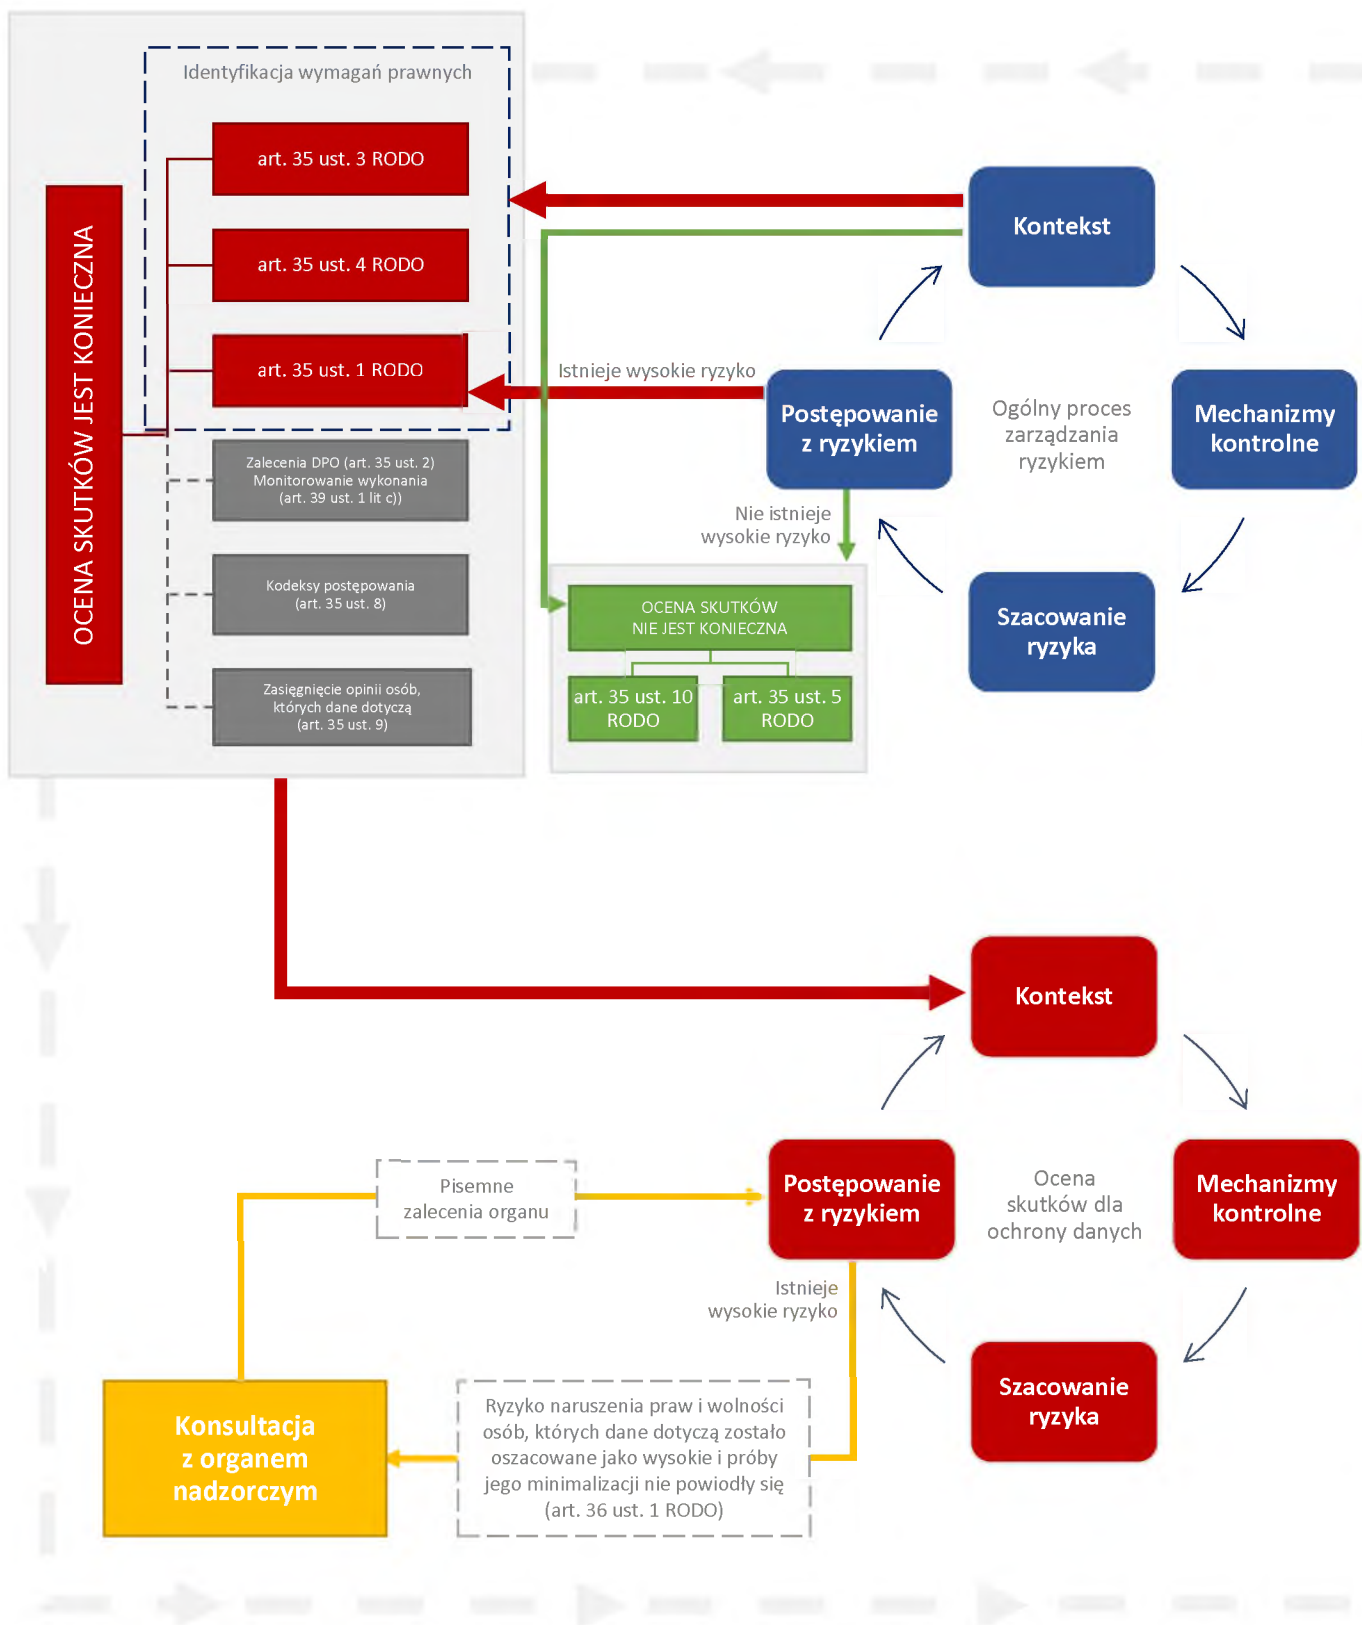 Identyfikacja wymagań prawnych
OCENA SKUTKÓW JEST KONIECZNA
art. 35 ust. 3 RODO
art. 35 ust. 4 RODO
art. 35 ust. 1 RODO
Zalecenia DPO (art. 35 ust. 2)
Monitorowanie wykonania
(art. 39 ust. 1 lit c))
Kodeksy postępowania
(art. 35 ust. 8)
Zasięgnięcie opinii osób,
których dane dotyczą
(art. 35 ust. 9)
Kontekst
Istnieje wysokie ryzyko
Postępowanie
z ryzykiem
Ogólny proces
zarządzania
ryzykiem
Mechanizmy
kontrolne
Nie istnieje
wysokie ryzyko
Szacowanie
ryzyka
OCENA SKUTKÓW
NIE JEST KONIECZNA
art. 35 ust. 10
RODO
art. 35 ust. 5
RODO
Kontekst
Pisemne
zalecenia organu
Postępowanie
z ryzykiem
Ocena
skutków dla
ochrony danych
Mechanizmy
kontrolne
Istnieje
wysokie ryzyko
Szacowanie
ryzyka
Konsultacja
z organem
nadzorczym
Ryzyko naruszenia praw i wolności
osób, których dane dotyczą zostało
oszacowane jako wysokie i próby
jego minimalizacji nie powiodły się
(art. 36 ust. 1 RODO)